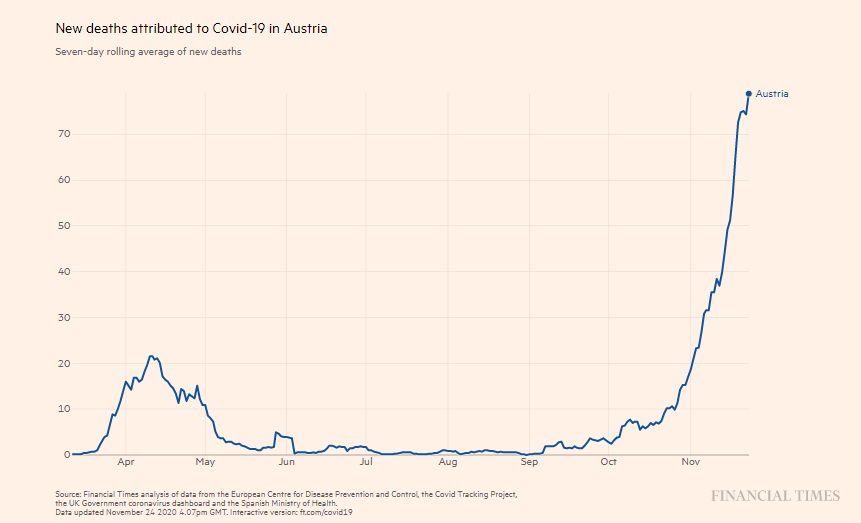 New deaths attributed to Covid-19 in Austria
Seven-day rolling average of new deaths
Austria
70
60
50
40
30
20
10
0
Apr May Jun Jul Aug Sep Oct Nov
Source: Financial Times analysis of data from the European Centre for Disease Prevention and Control, the Covid Tracking Project,
the UK Government coronavirus dashboard and the Spanish Ministry of Health.
Data updated November 24 2020 4.07pm GMT. Interactive version: ft.com/covid19
FINANCIAL TIMES